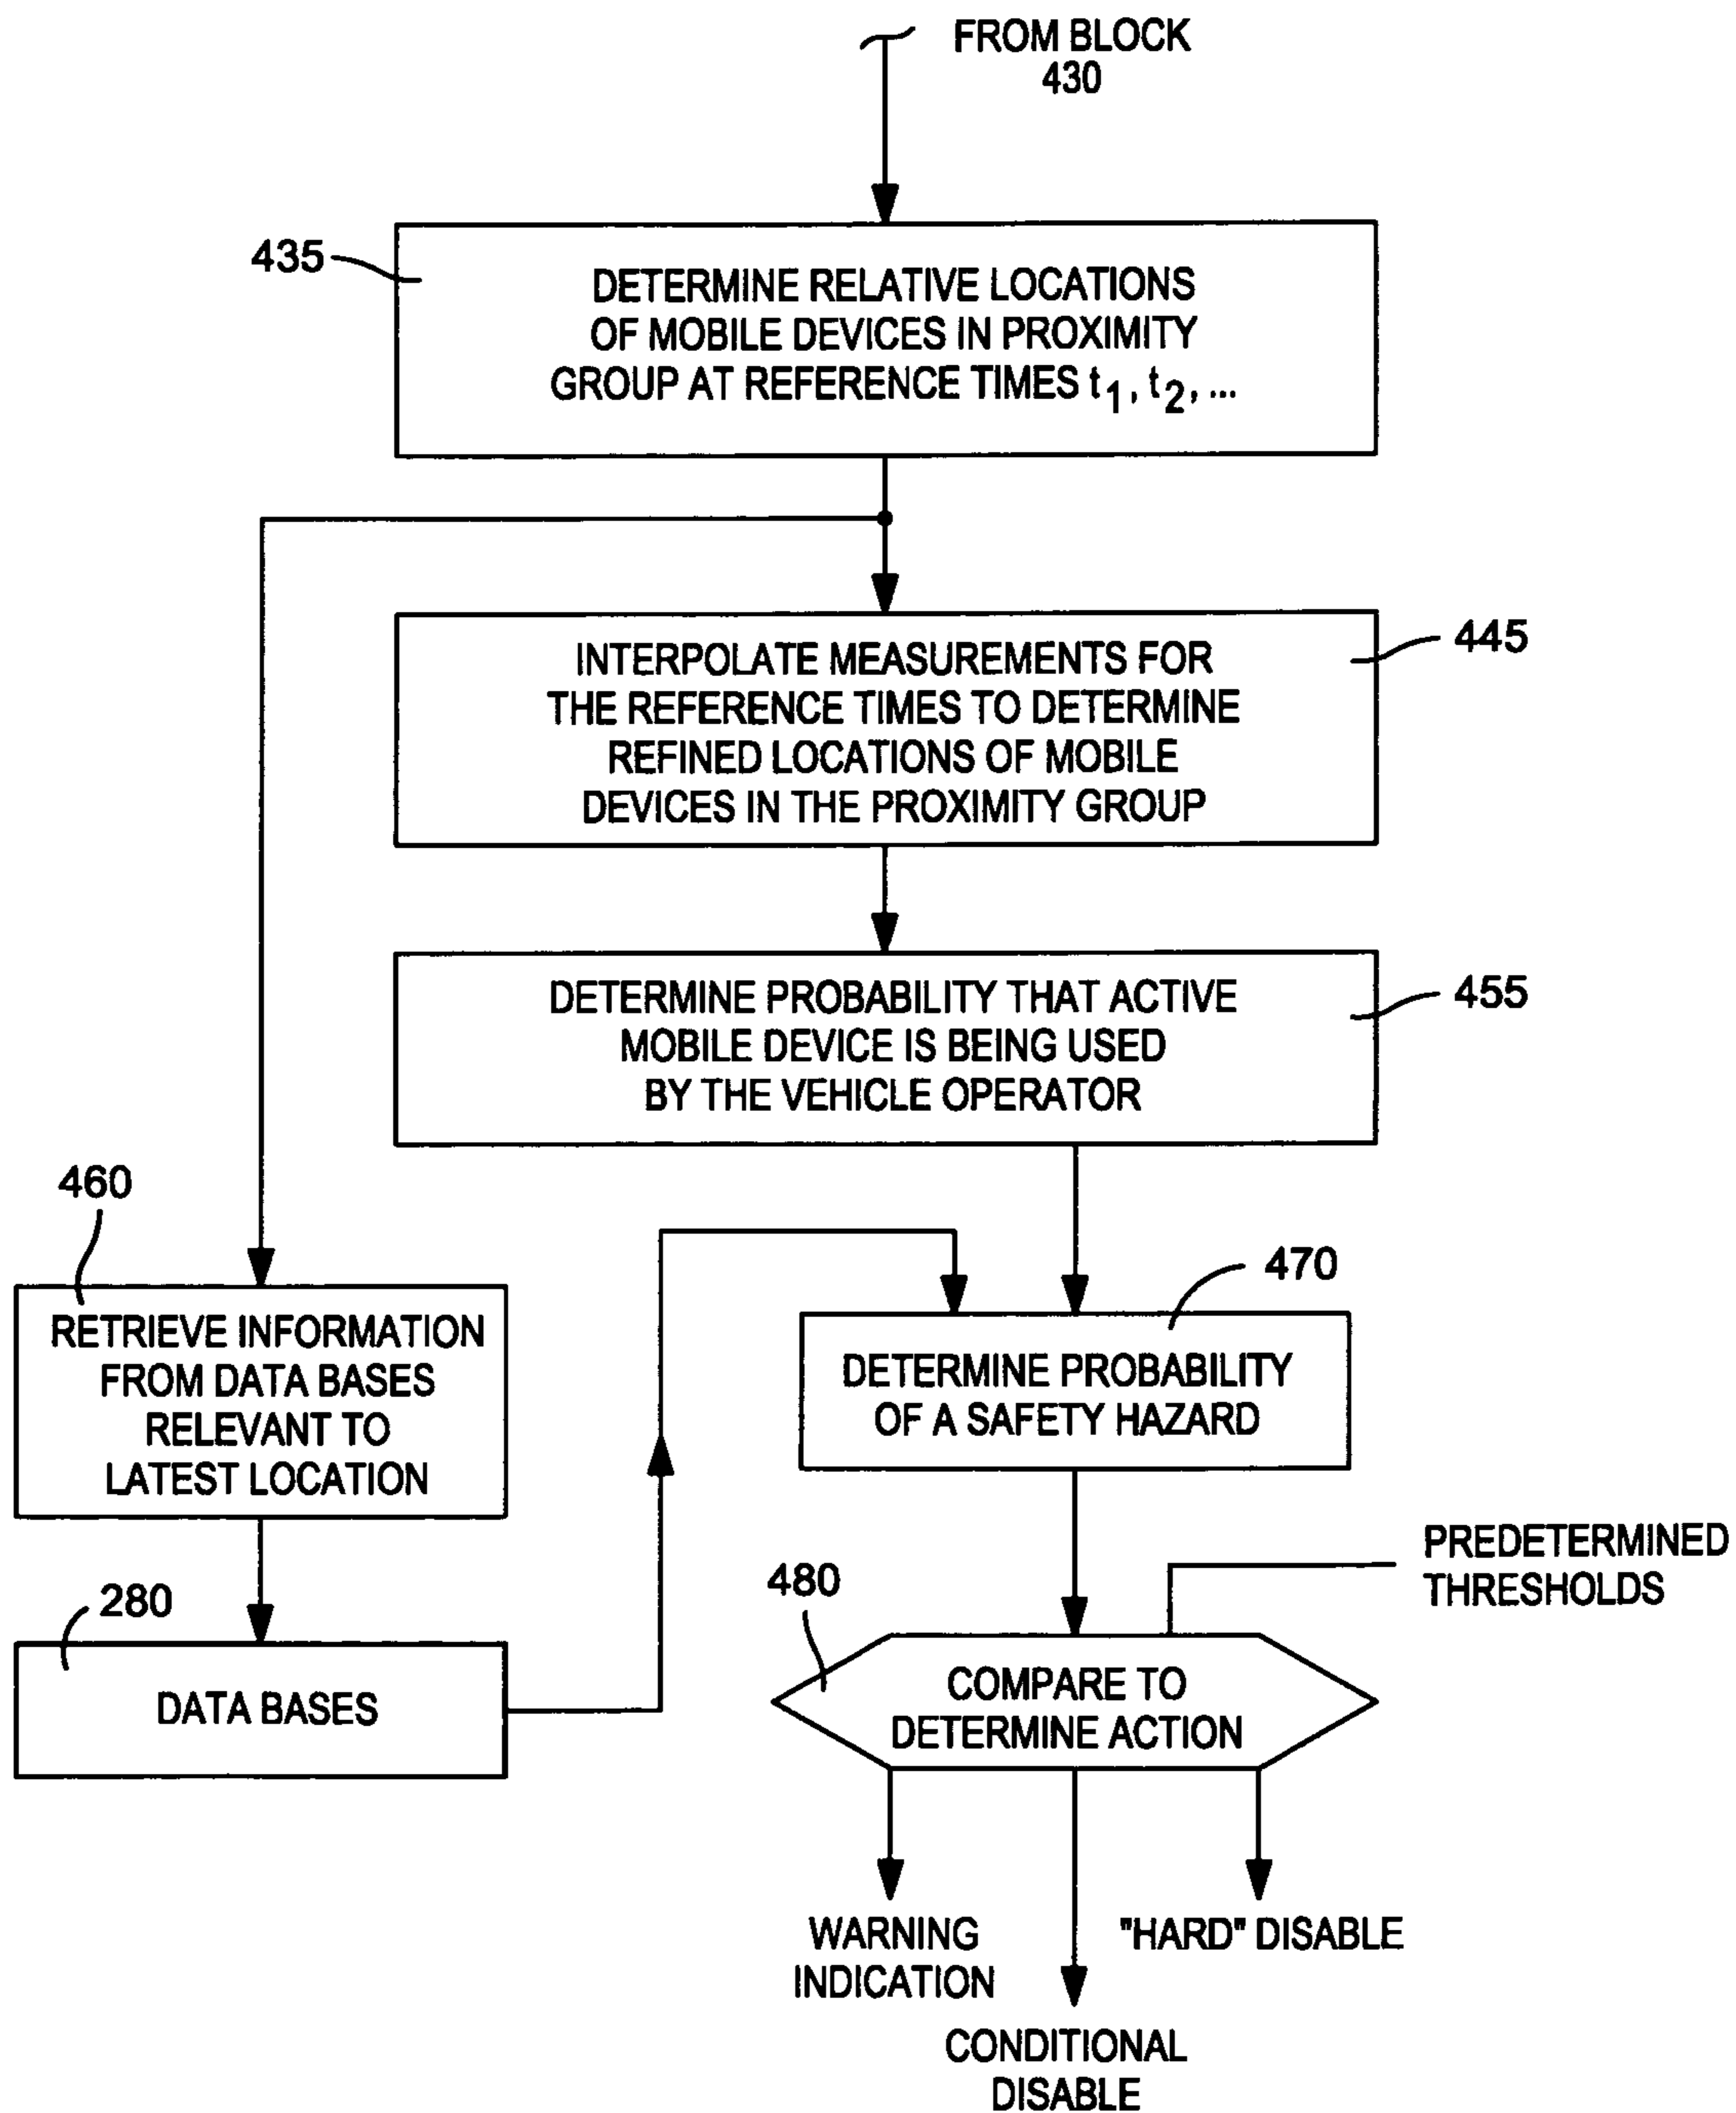 FROM BLOCK
430
435
DETERMINE RELATIVE LOCATIONS
OF MOBILE DEVICES IN PROXIMITY
GROUP AT REFERENCE TIMES t1, t2, ...
445
INTERPOLATE MEASUREMENTS FOR
THE REFERENCE TIMES TO DETERMINE
REFINED LOCATIONS OF MOBILE
DEVICES IN THE PROXIMITY GROUP
455
DETERMINE PROBABILITY THAT ACTIVE
MOBILE DEVICE IS BEING USED
BY THE VEHICLE OPERATOR
460
RETRIEVE INFORMATION
FROM DATA BASES
RELEVANT TO
LATEST LOCATION
280
DATA BASES
470
DETERMINE PROBABILITY
OF A SAFETY HAZARD
PREDETERMINED
THRESHOLDS
480
COMPARE TO
DETERMINE ACTION
WARNING
INDICATION
CONDITIONAL
DISABLE
"HARD" DISABLE